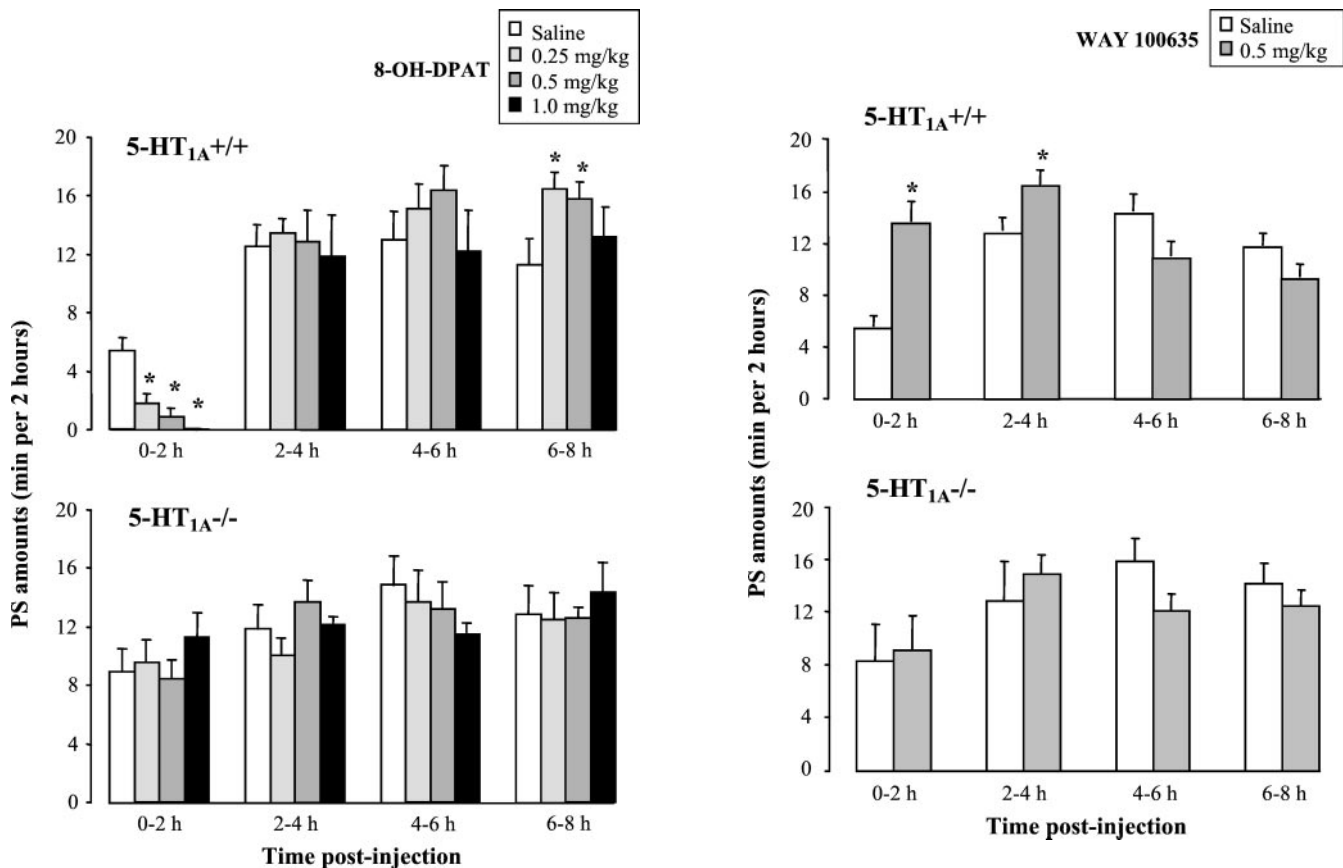 Saline
0.25 mg/kg
8-OH-DPAT
0.5 mg/kg
1.0 mg/kg
5-HT1A+/+
20
16
12
8
4
0
* * *
* *
0-2 h 2-4 h 4-6 h 6-8 h
5-HT1A-/-
20
16
12
8
4
0
0-2 h 2-4 h 4-6 h 6-8 h
Time post-injection
PS amounts (min per 2 hours)
WAY 100635
Saline
0.5 mg/kg
5-HT1A+/+
20
16
12
8
4
0
* *
0-2 h 2-4 h 4-6 h 6-8 h
5-HT1A-/-
20
16
12
8
4
0
0-2 h 2-4 h 4-6 h 6-8 h
Time post-injection
PS amounts (min per 2 hours)